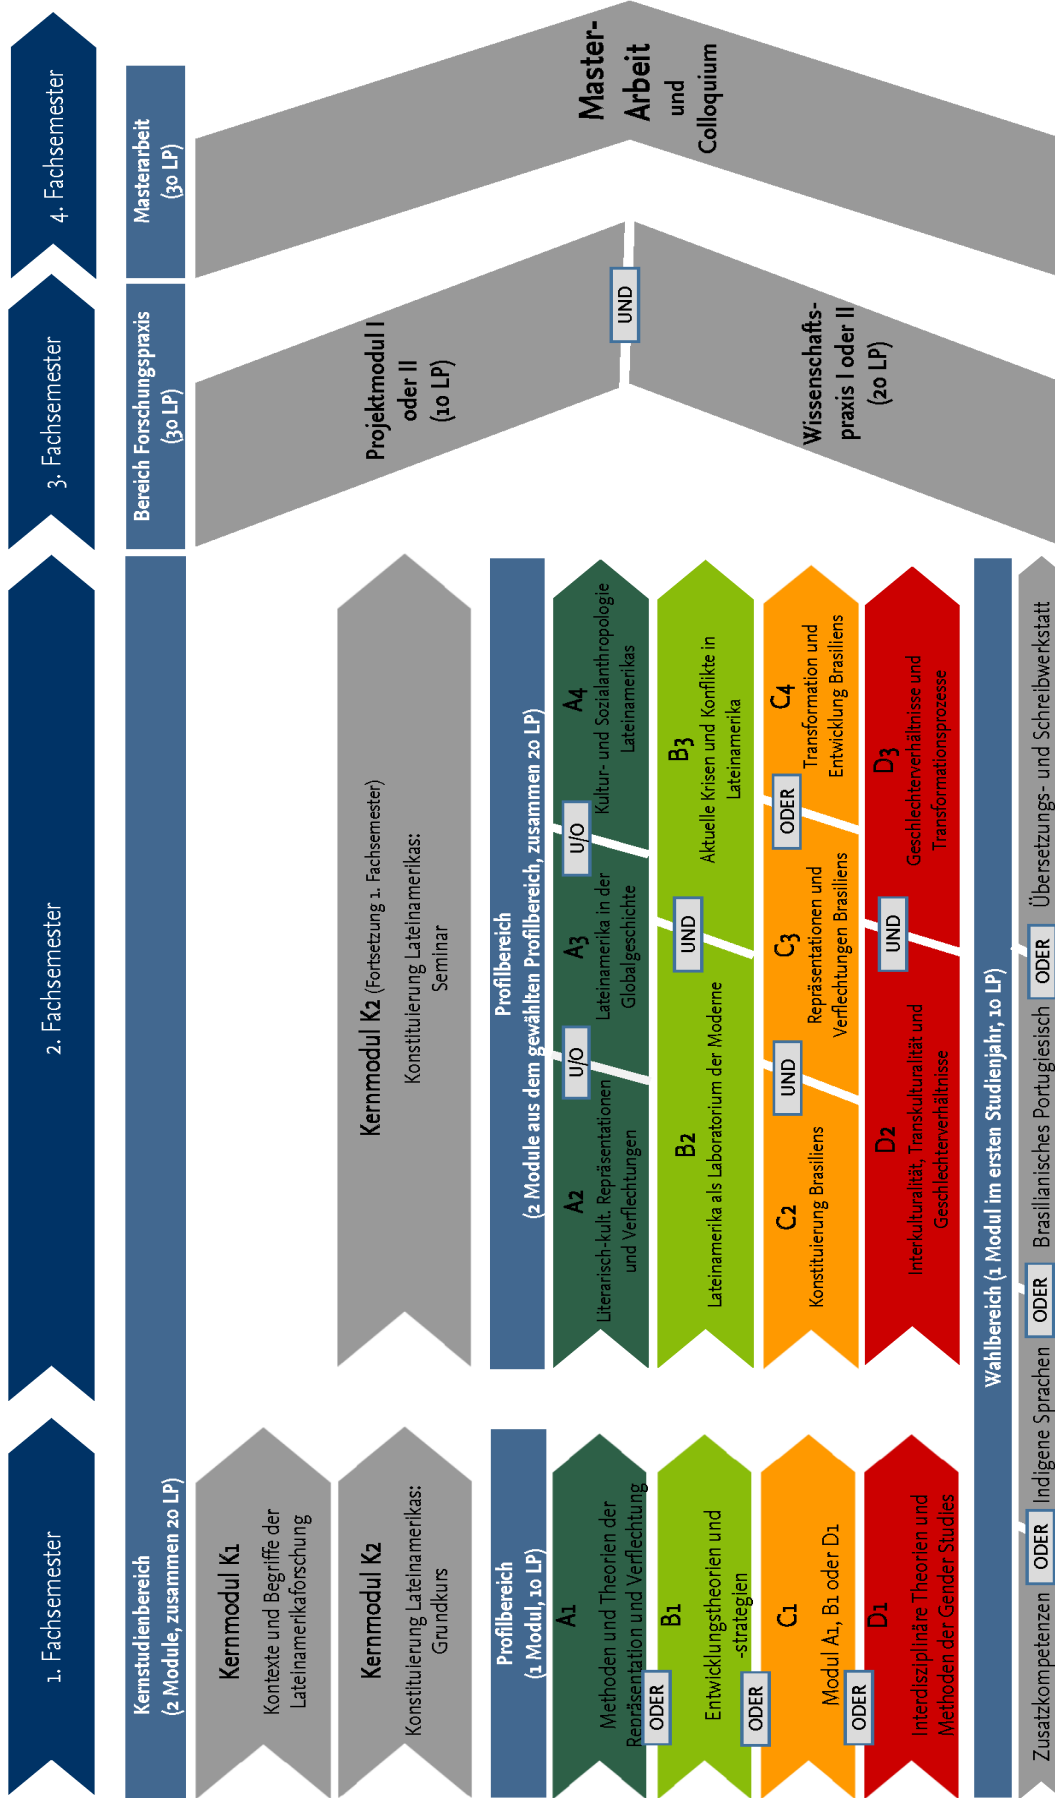 1. Fachsemester
2. Fachsemester
3. Fachsemester
4. Fachsemester
Kernstudienbereich
(2 Module, zusammen 20 LP)
Bereich Forschungspraxis
(30 LP)
Masterarbeit
(30 LP)
Kernmodul K1
Kontexte und Begriffe der
Lateinamerikaforschung
Kernmodul K2
Konstituierung Lateinamerikas:
Grundkurs
Kernmodul K2 (Fortsetzung 1. Fachsemester)
Konstituierung Lateinamerikas:
Seminar
Projektmodul I
oder II
(10 LP)
UND
Wissenschafts-
praxis I oder II
(20 LP)
Master-
Arbeit
und
Colloquium
Profilbereich
(1 Modul, 10 LP)
Profilbereich
(2 Module aus dem gewählten Profilbereich, zusammen 20 LP)
A1
Methoden und Theorien der
Repräsentation und Verflechtung
ODER
A2
Literarisch-kult. Repräsentationen
und Verflechtungen
U/O
A3
Lateinamerika in der
Globalgeschichte
U/O
A4
Kultur- und Sozialanthropologie
Lateinamerikas
B1
Entwicklungstheorien und
-strategien
ODER
B2
Lateinamerika als Laboratorium der Moderne
UND
B3
Aktuelle Krisen und Konflikte in
Lateinamerika
C1
Modul A1, B1 oder D1
ODER
C2
Konstituierung Brasiliens
UND
C3
Repräsentationen und
Verflechtungen Brasiliens
ODER
C4
Transformation und
Entwicklung Brasiliens
D1
Interdisziplinäre Theorien und
Methoden der Gender Studies
D2
Interkulturalität, Transkulturalität und
Geschlechterverhältnisse
UND
D3
Geschlechterverhältnisse und
Transformationsprozesse
Wahlbereich (1 Modul im ersten Studienjahr, 10 LP)
Zusatzkompetenzen ODER Indigene Sprachen ODER Brasilianisches Portugiesisch ODER Übersetzungs- und Schreibwerkstatt